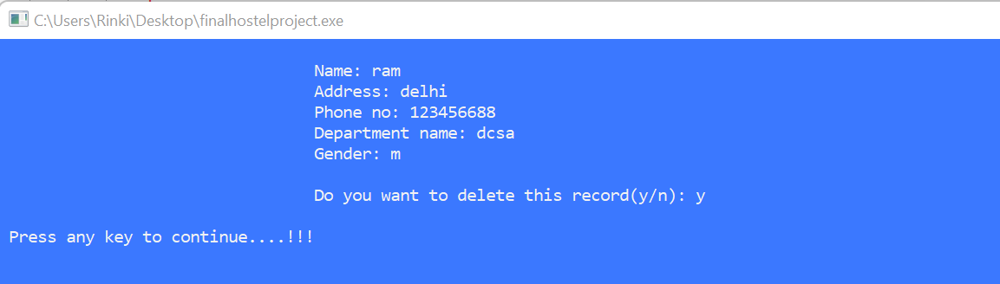 C:\Users\Rinki\Desktop\finalhostelproject.exe
Name: ram
Address: delhi
Phone no: 123456688
Department name: dcsa
Gender: m
Do you want to delete this record(y/n): y
Press any key to continue....!!!